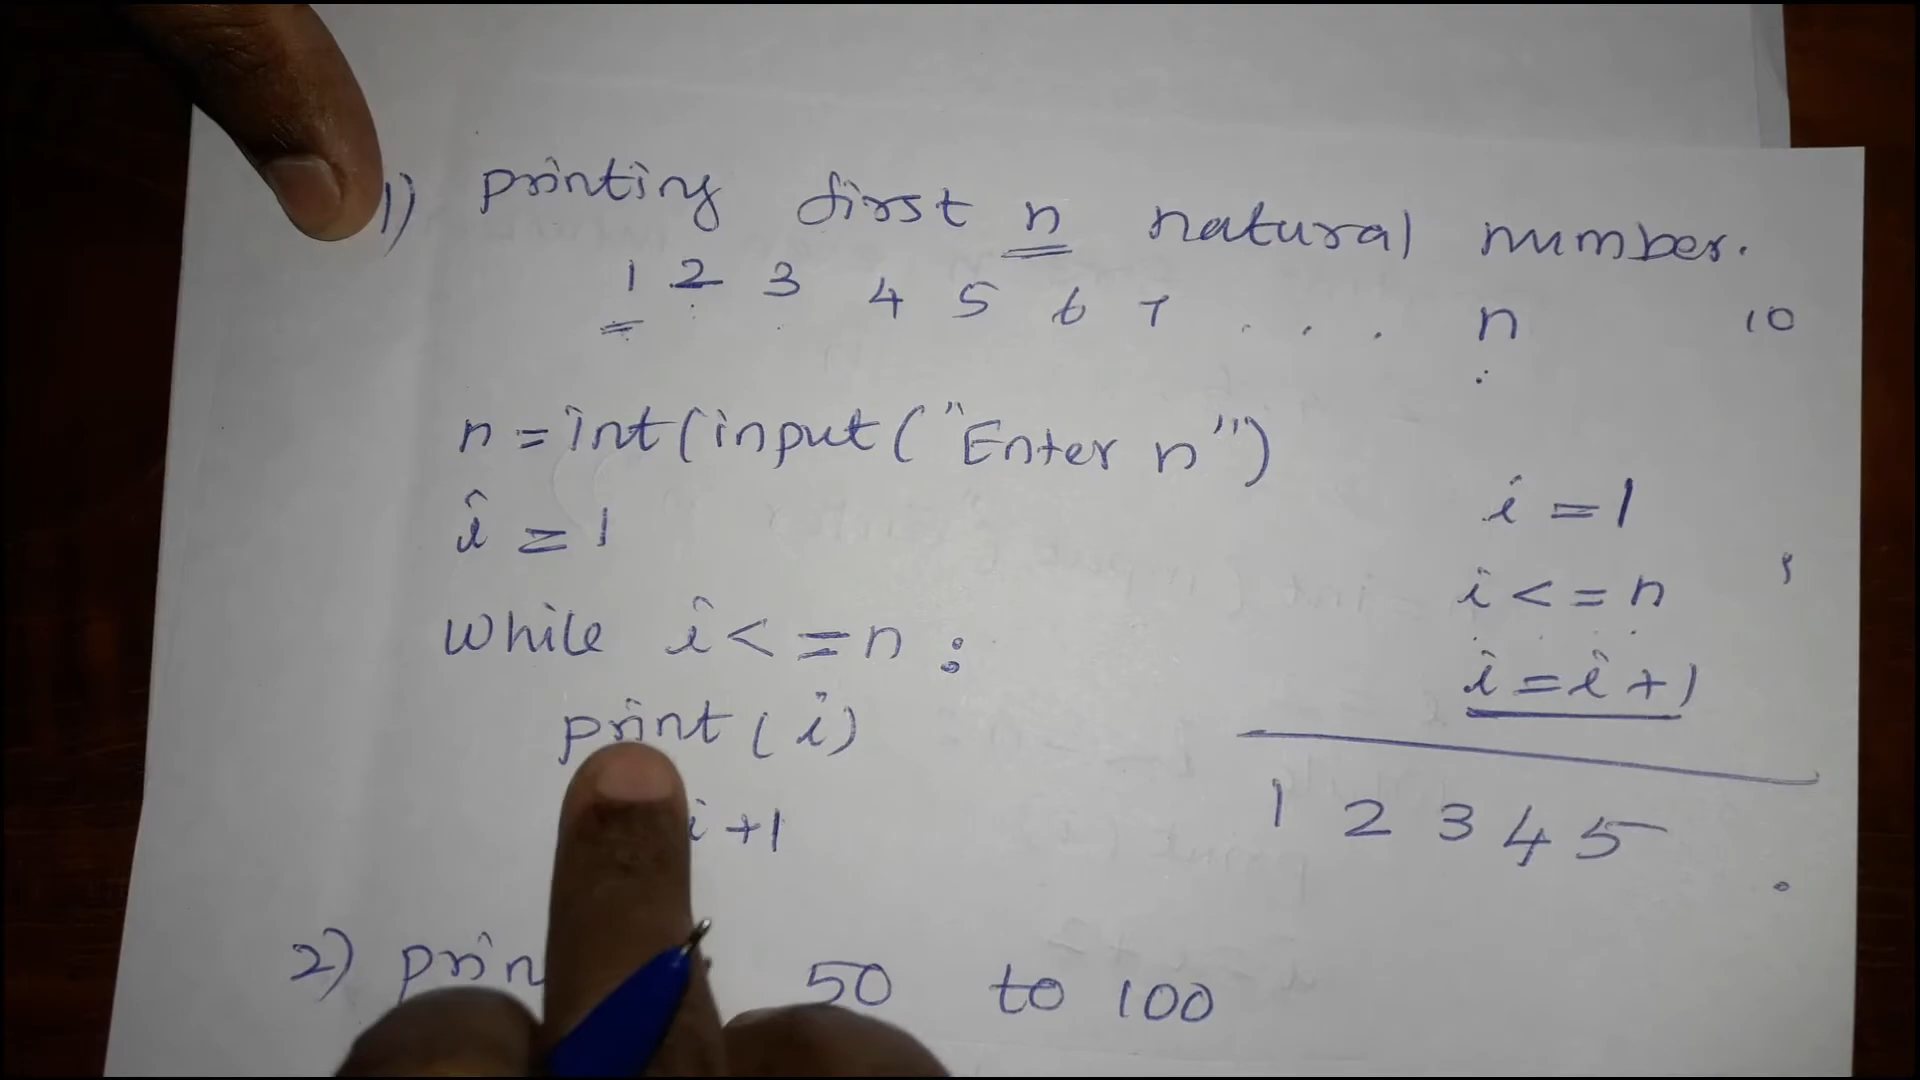 1) printing first n natural number.
1 2 3 4 5 6 7 . . . n 10
n = int(input("Enter n")
i = 1
while i <= n :
print(i)
i+1
i = 1
i <= n
i = i + 1
1 2 3 4 5
2) prin 50 to 100